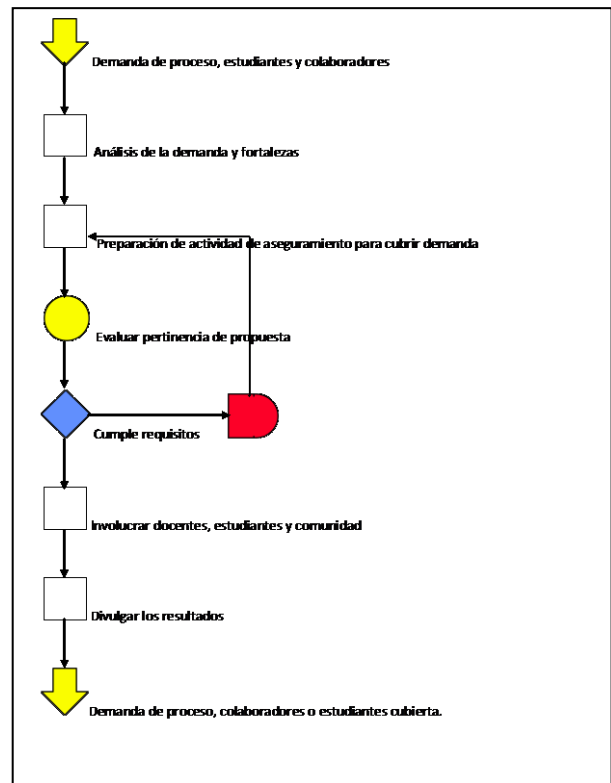 Demanda de proceso, estudiantes y colaboradores
Análisis de la demanda y fortalezas
Preparación de actividad de aseguramiento para cubrir demanda
Evaluar pertinencia de propuesta
Cumple requisitos
Involucrar docentes, estudiantes y comunidad
Divulgar los resultados
Demanda de proceso, colaboradores o estudiantes cubierta.